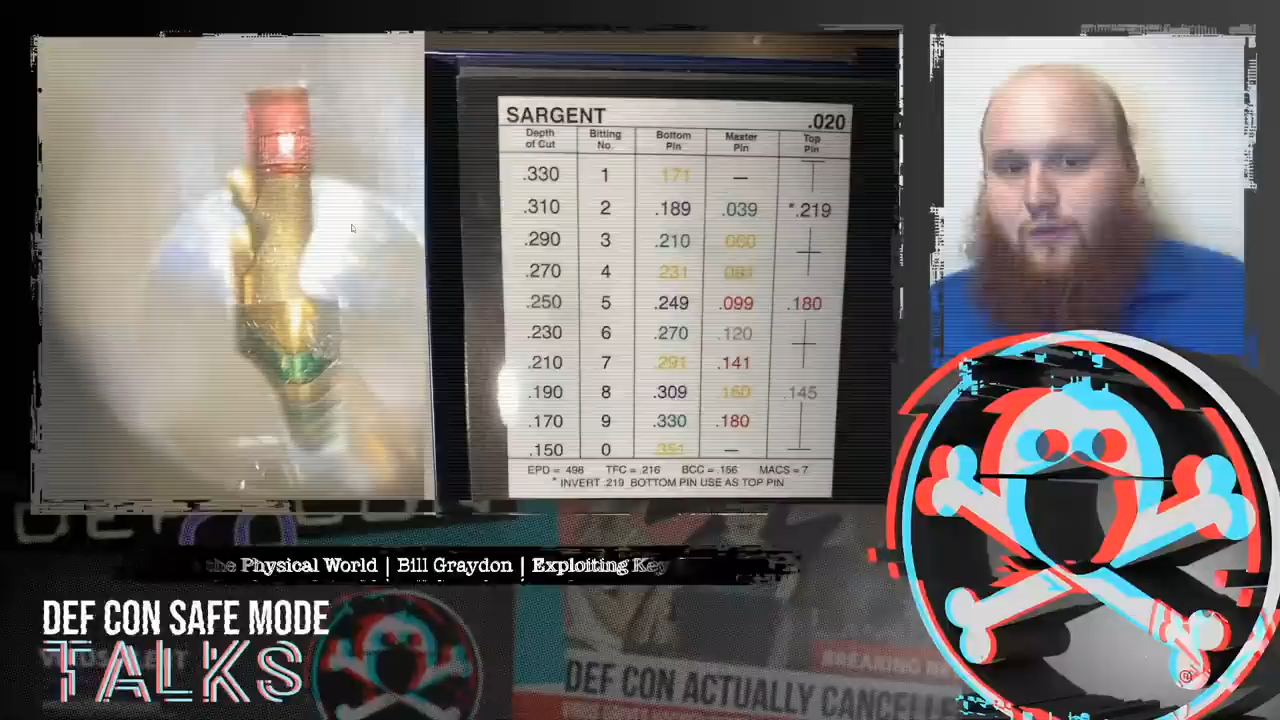 SARGENT .020
Depth of Cut Bitting No. Bottom Pin Master Pin Top Pin
.330 1 171 —
.310 2 .189 .039 *.219
.290 3 .210 060
.270 4 231 081
.250 5 .249 .099 .180
.230 6 .270 .120
.210 7 291 .141
.190 8 .309 160 .145
.170 9 .330 .180
.150 0 351 —
EPD = .498 TFC = .216 BCC = .156 MACS = 7
* INVERT .219 BOTTOM PIN USE AS TOP PIN
the Physical World | Bill Graydon | Exploiting Key
DEF CON SAFE MODE
TALKS
DEF CON
BREAKING
DEF CON ACTUALLY CANCELLE